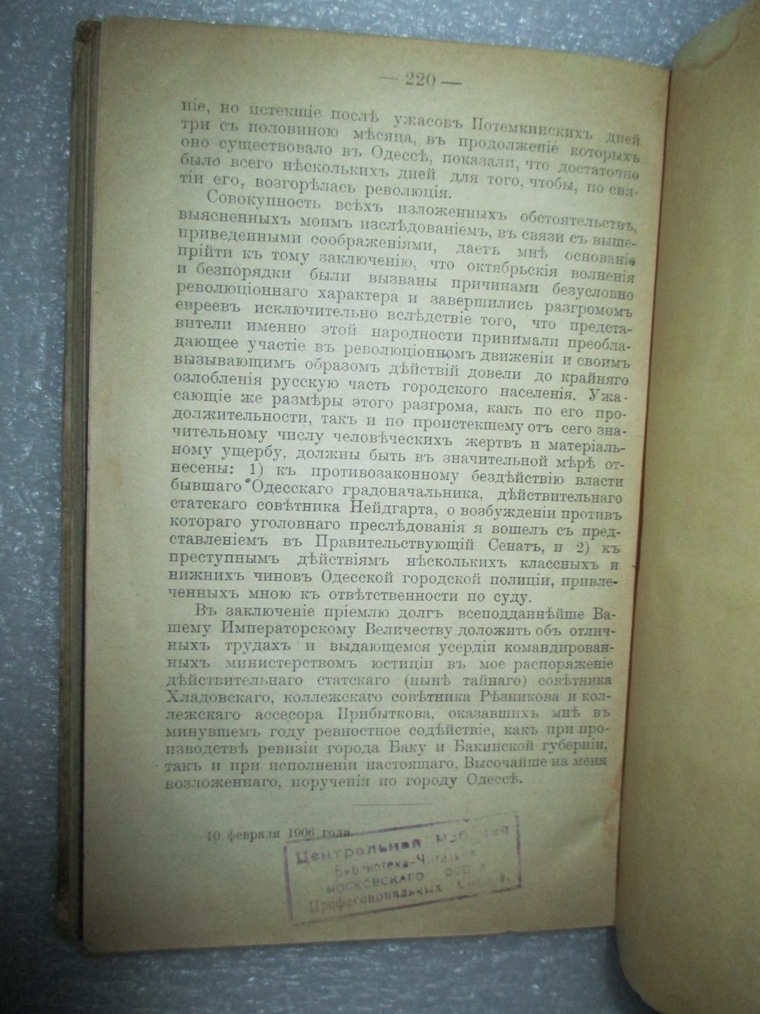 — 220 —
ніе, но истекшіе послѣ ужасовъ Потемкинскихъ дней
три съ половиною мѣсяца, въ продолженіе которыхъ
оно существовало въ Одессѣ, показали, что достаточно
было всего нѣсколькихъ дней для того, чтобы, по сня-
тіи его, возгорѣлась революція.
Совокупность всѣхъ изложенныхъ обстоятельствъ,
выясненныхъ моимъ изслѣдованіемъ, въ связи съ выше-
приведенными соображеніями, даетъ мнѣ основаніе
прійти къ тому заключенію, что октябрьскія волненія
и безпорядки были вызваны причинами безусловно
революціоннаго характера и завершились разгромомъ
евреевъ исключительно вслѣдствіе того, что предста-
вители именно этой народности принимали преобла-
дающее участіе въ революціонномъ движеніи и своимъ
вызывающимъ образомъ дѣйствій довели до крайняго
озлобленія русскую часть городского населенія. Ужа-
сающіе же размѣры этого разгрома, какъ по его про-
должительности, такъ и по проистекшему отъ сего зна-
чительному числу человѣческихъ жертвъ и матеріаль-
ному ущербу, должны быть въ значительной мѣрѣ от-
несены: 1) къ противозаконному бездѣйствію власти
бывшаго Одесскаго градоначальника, дѣйствительнаго
статскаго совѣтника Нейдгарта, о возбужденіи противъ
котораго уголовнаго преслѣдованія я вошелъ съ пред-
ставленіемъ въ Правительствующій Сенатъ, и 2) къ
преступнымъ дѣйствіямъ нѣсколькихъ классныхъ и
нижнихъ чиновъ Одесской городской полиціи, привле-
ченныхъ мною къ отвѣтственности по суду.
Въ заключеніе пріемлю долгъ всеподданнѣйше Ва-
шему Императорскому Величеству доложить объ отлич-
ныхъ трудахъ и выдающемся усердіи командирован-
ныхъ министерствомъ юстиціи въ мое распоряженіе
дѣйствительнаго статскаго (нынѣ тайнаго) совѣтника
Хладовскаго, коллежскаго совѣтника Рѣзникова и кол-
лежскаго ассесора Прибыткова, оказавшихъ мнѣ въ
минувшемъ году ревностное содѣйствіе, какъ при про-
изводствѣ ревизіи города Баку и Бакинской губерніи,
такъ и при исполненіи настоящаго, Высочайше на меня
возложеннаго, порученія по городу Одессѣ.
10 февраля 1906 года.
Центральная
Библиотека-Читальня
московского
Профессиональных